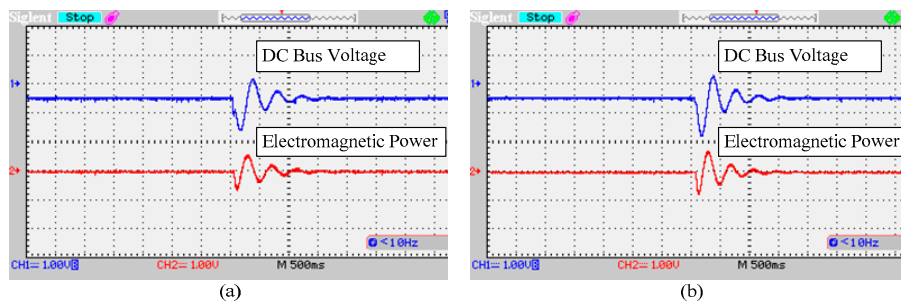 Siglent Stop
DC Bus Voltage
1
Electromagnetic Power
2
<10Hz
CH1 1.00V B CH2 1.00V M 500ms
(a)
Siglent Stop
DC Bus Voltage
1
Electromagnetic Power
2
<10Hz
CH1 1.00V B CH2 1.00V M 500ms
(b)